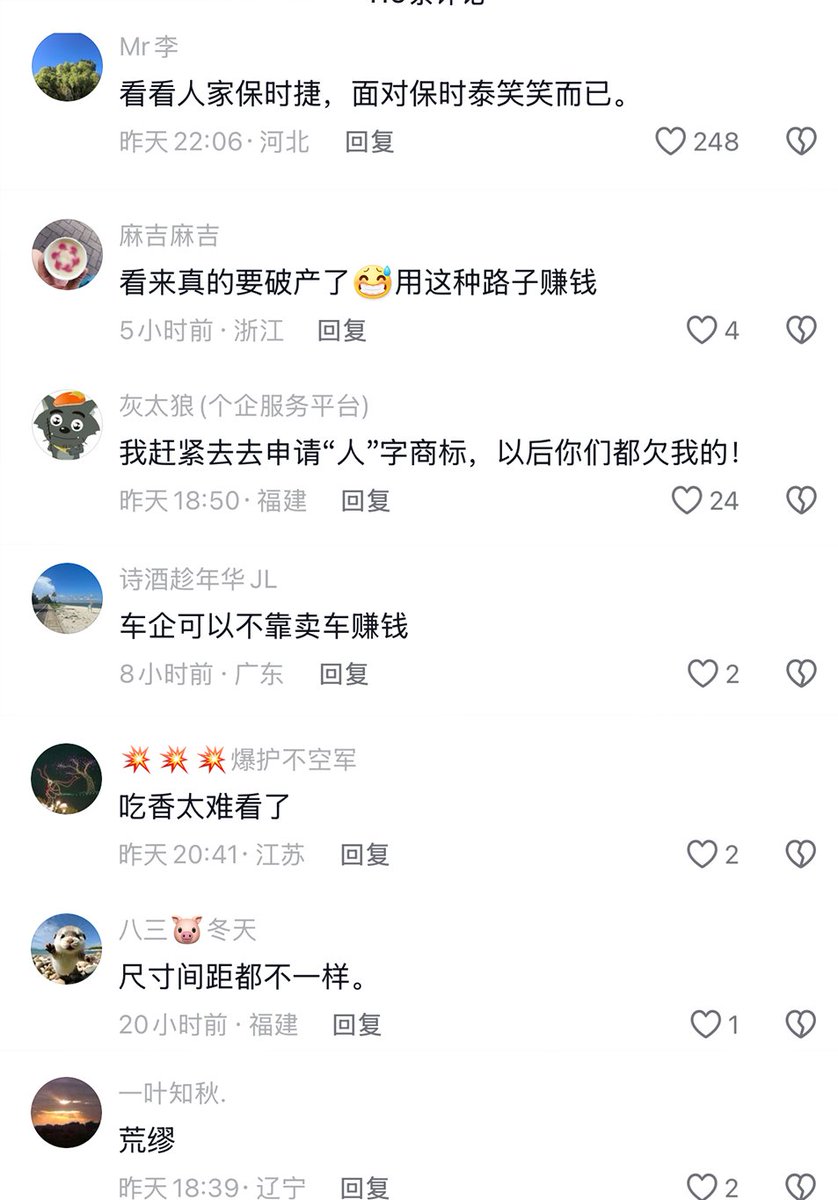 Mr李
看看人家保时捷，面对保时泰笑笑而已。
昨天 22:06 · 河北 回复 248
麻吉麻吉
看来真的要破产了😅用这种路子赚钱
5小时前 · 浙江 回复 4
灰太狼(个企服务平台)
我赶紧去去申请“人”字商标，以后你们都欠我的！
昨天 18:50 · 福建 回复 24
诗酒趁年华JL
车企可以不靠卖车赚钱
8小时前 · 广东 回复 2
💥💥💥爆护不空军
吃香太难看了
昨天 20:41 · 江苏 回复 2
八三🐷冬天
尺寸间距都不一样。
20小时前 · 福建 回复 1
一叶知秋.
荒缪
昨天 18:39 · 辽宁 回复 2